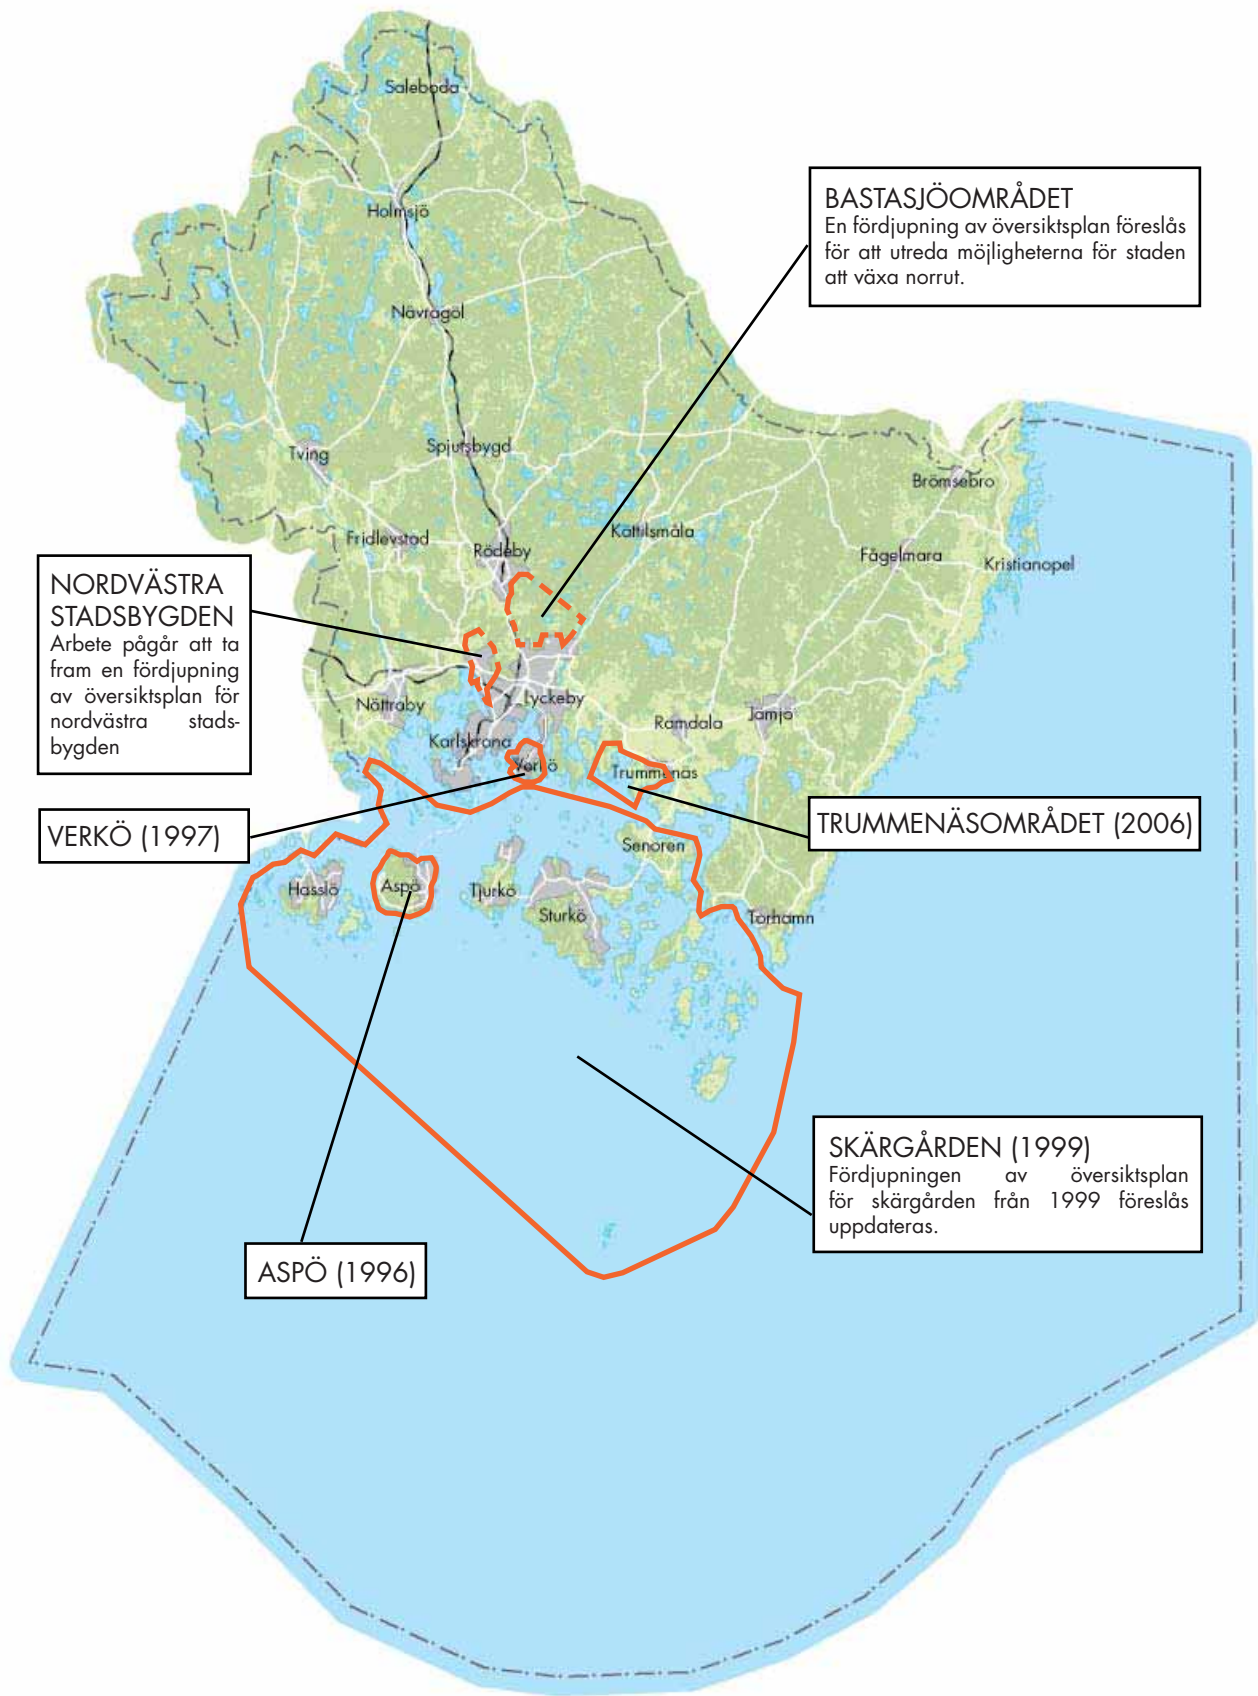 Saleboda
Holmsjö
BASTASJÖOMRÅDET
En fördjupning av översiktsplan föreslås
för att utreda möjligheterna för staden
att växa norrut.
Nävragöl
Tving
Spjutsbygd
Brömsebro
Fridlevstad
Rödeby
Kättilsmåla
Fågelmara
Kristianopel
NORDVÄSTRA
STADSBYGDEN
Arbete pågår att ta
fram en fördjupning
av översiktsplan för
nordvästra stads-
bygden
Nättraby
Lyckeby
Ramdala
Jämjö
Karlskrona
Verkö
Trummenäs
VERKÖ (1997)
TRUMMENÄSOMRÅDET (2006)
Senoren
Hasslö
Aspö
Tjurkö
Sturkö
Torhamn
SKÄRGÅRDEN (1999)
Fördjupningen av översiktsplan
för skärgården från 1999 föreslås
uppdateras.
ASPÖ (1996)